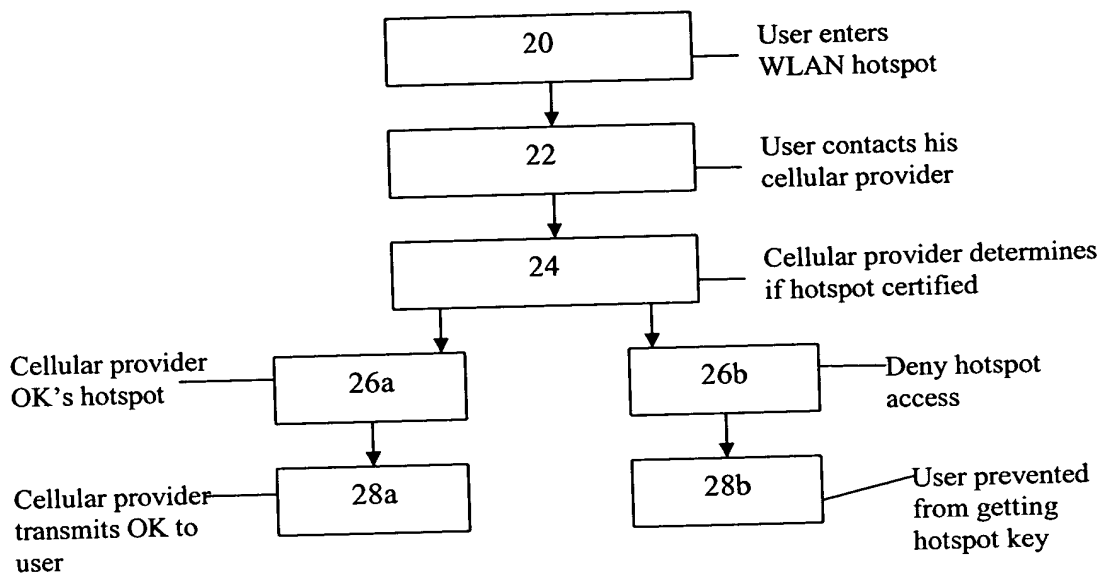 20
User enters
WLAN hotspot
22
User contacts his
cellular provider
24
Cellular provider determines
if hotspot certified
Cellular provider
OK's hotspot
26a
26b
Deny hotspot
access
Cellular provider
transmits OK to
user
28a
28b
User prevented
from getting
hotspot key